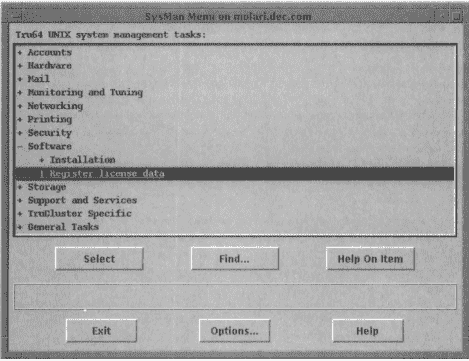 SysMan Menu on molari.dec.com
Tru64 UNIX system management tasks:
+ Accounts
+ Hardware
+ Mail
+ Monitoring and Tuning
+ Networking
+ Printing
+ Security
- Software
+ Installation
| Register license data
+ Storage
+ Support and Services
+ TruCluster Specific
+ General Tasks
Select Find... Help On Item
Exit Options... Help